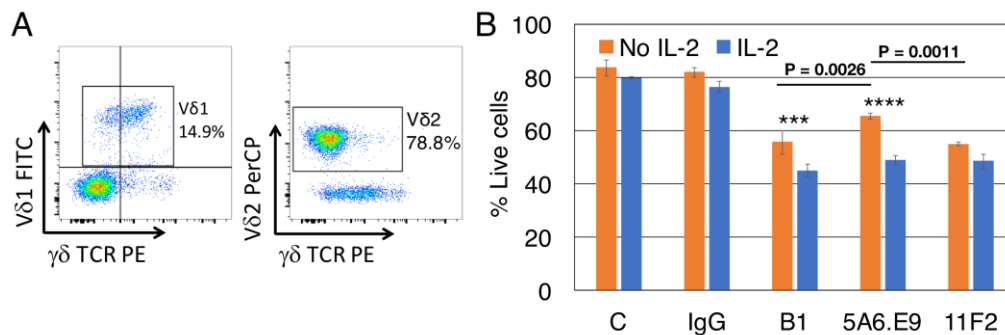 A
Vδ1 FITC
Vδ1
14.9%
γδ TCR PE
Vδ2 PerCP
Vδ2
78.8%
γδ TCR PE
B
% Live cells
100
80
60
40
20
0
No IL-2
IL-2
P = 0.0026
P = 0.0011
***
****
C
IgG
B1
5A6.E9
11F2